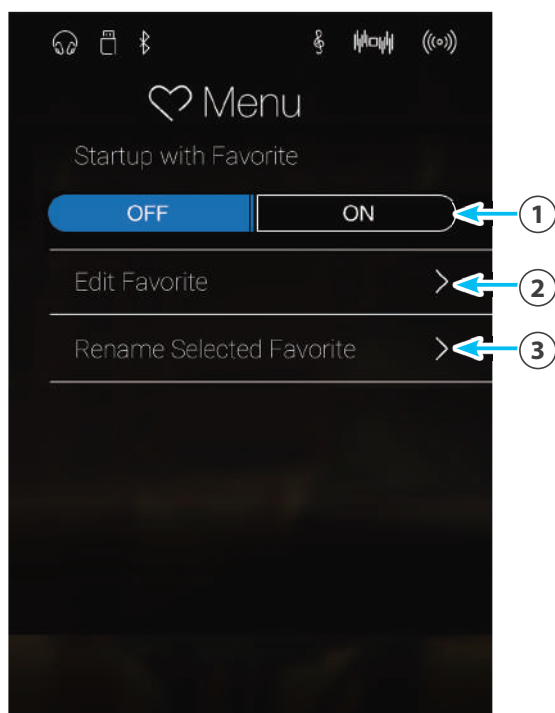 Menu
Startup with Favorite
OFF ON
1
Edit Favorite
2
Rename Selected Favorite
3